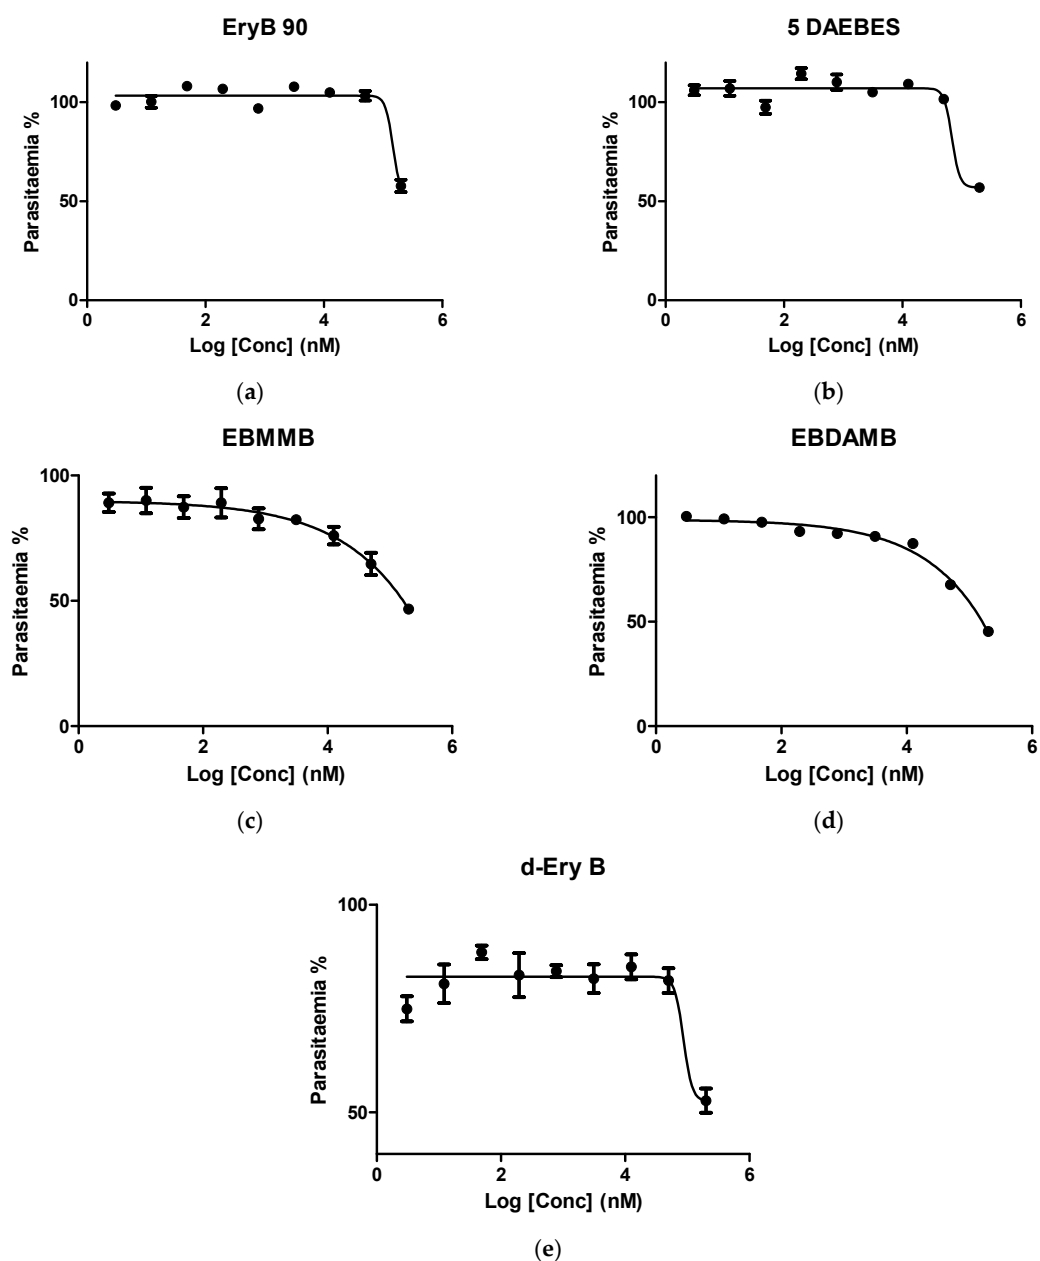 EryB 90
Parasitaemia %
100
50
0
0 2 4 6
Log [Conc] (nM)
(a)
5 DAEBES
Parasitaemia %
100
50
0
0 2 4 6
Log [Conc] (nM)
(b)
EBMMB
Parasitaemia %
100
50
0
0 2 4 6
Log [Conc] (nM)
(c)
EBDAMB
Parasitaemia %
100
50
0
0 2 4 6
Log [Conc] (nM)
(d)
d-Ery B
Parasitaemia %
100
50
0 2 4 6
Log [Conc] (nM)
(e)